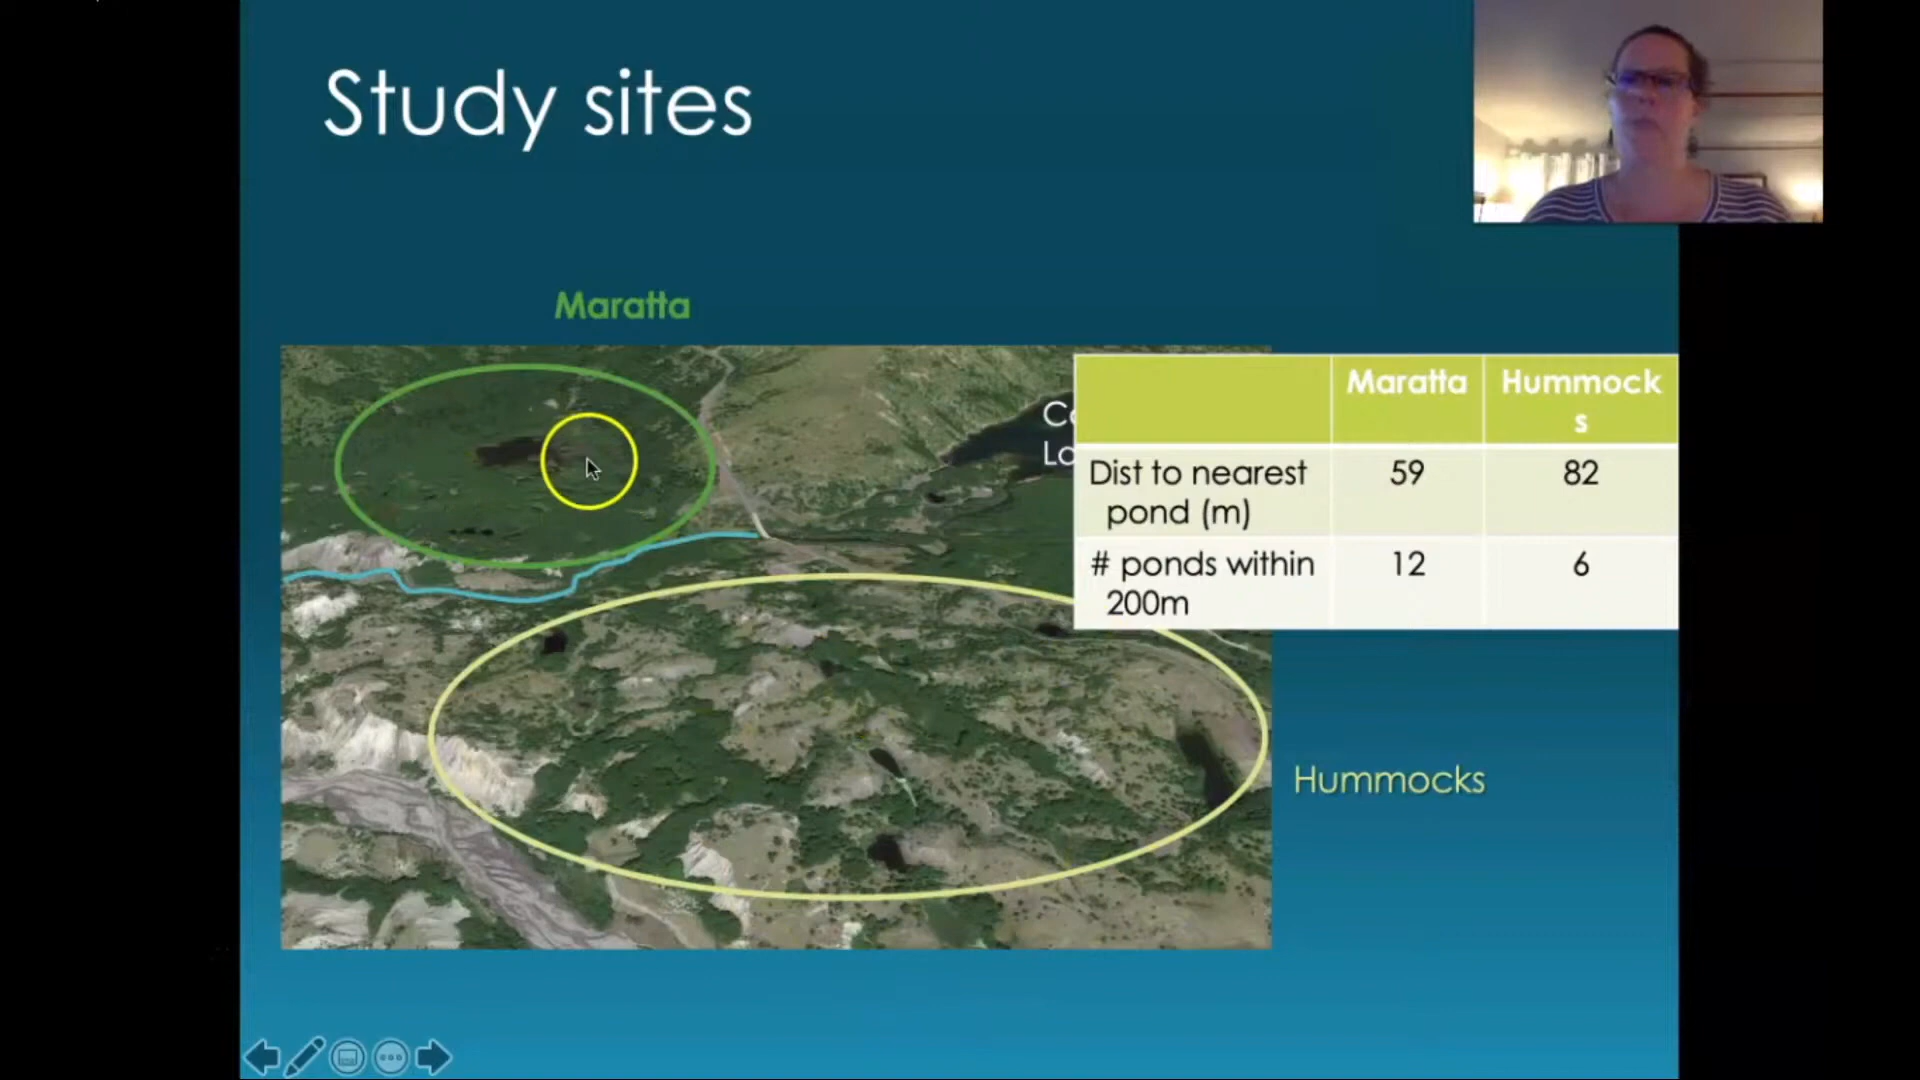 Study sites
Maratta
Maratta Hummock
s
Dist to nearest 59 82
pond (m)
# ponds within 12 6
200m
Hummocks